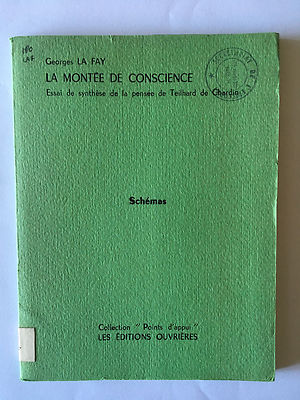 Georges LA FAY
LA MONTÉE DE CONSCIENCE
Essai de synthèse de la pensée de Teilhard de Chardin
Schémas
Collection " Points d'appui "
LES ÉDITIONS OUVRIÈRES